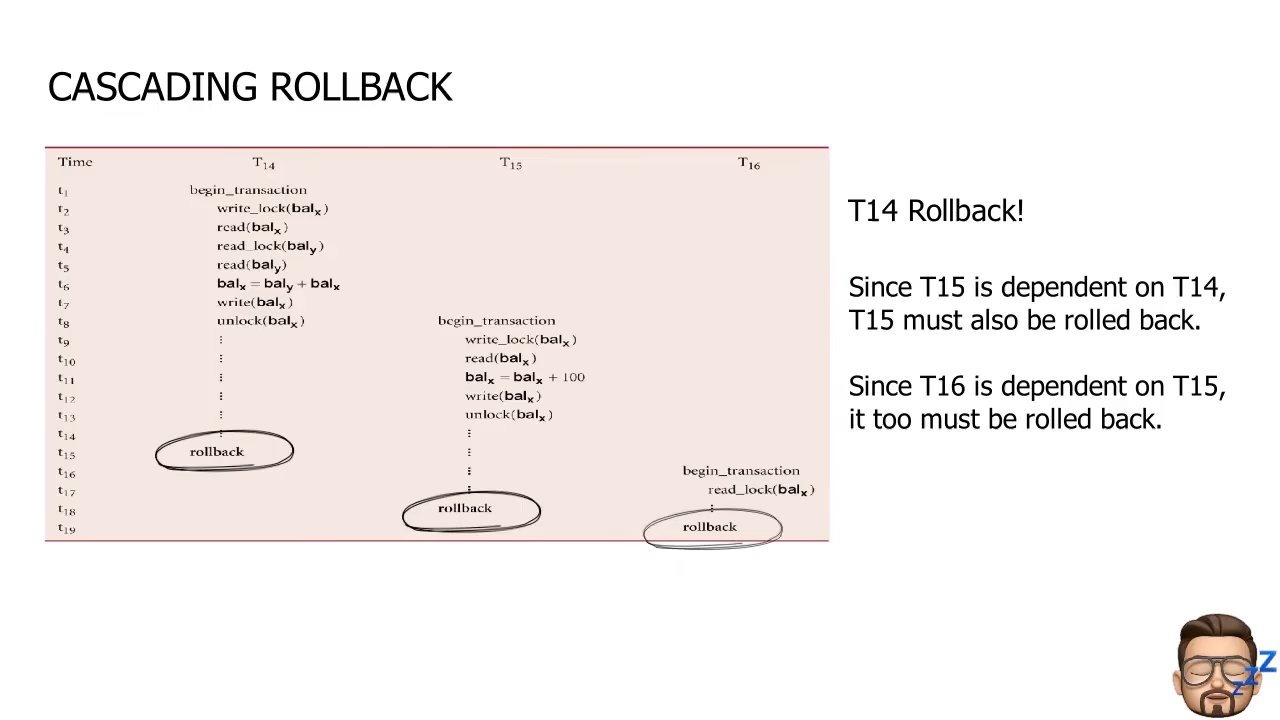 CASCADING ROLLBACK
Time T14 T15 T16
t1 begin_transaction
t2 write_lock(balx)
t3 read(balx)
t4 read_lock(baly)
t5 read(baly)
t6 balx = baly + balx
t7 write(balx)
t8 unlock(balx) begin_transaction
t9 ⋮ write_lock(balx)
t10 ⋮ read(balx)
t11 ⋮ balx = balx + 100
t12 ⋮ write(balx)
t13 ⋮ unlock(balx)
t14 ⋮ ⋮
t15 rollback ⋮
t16 ⋮ begin_transaction
t17 ⋮ read_lock(balx)
t18 rollback ⋮
t19 rollback
T14 Rollback!
Since T15 is dependent on T14,
T15 must also be rolled back.
Since T16 is dependent on T15,
it too must be rolled back.
z z Z